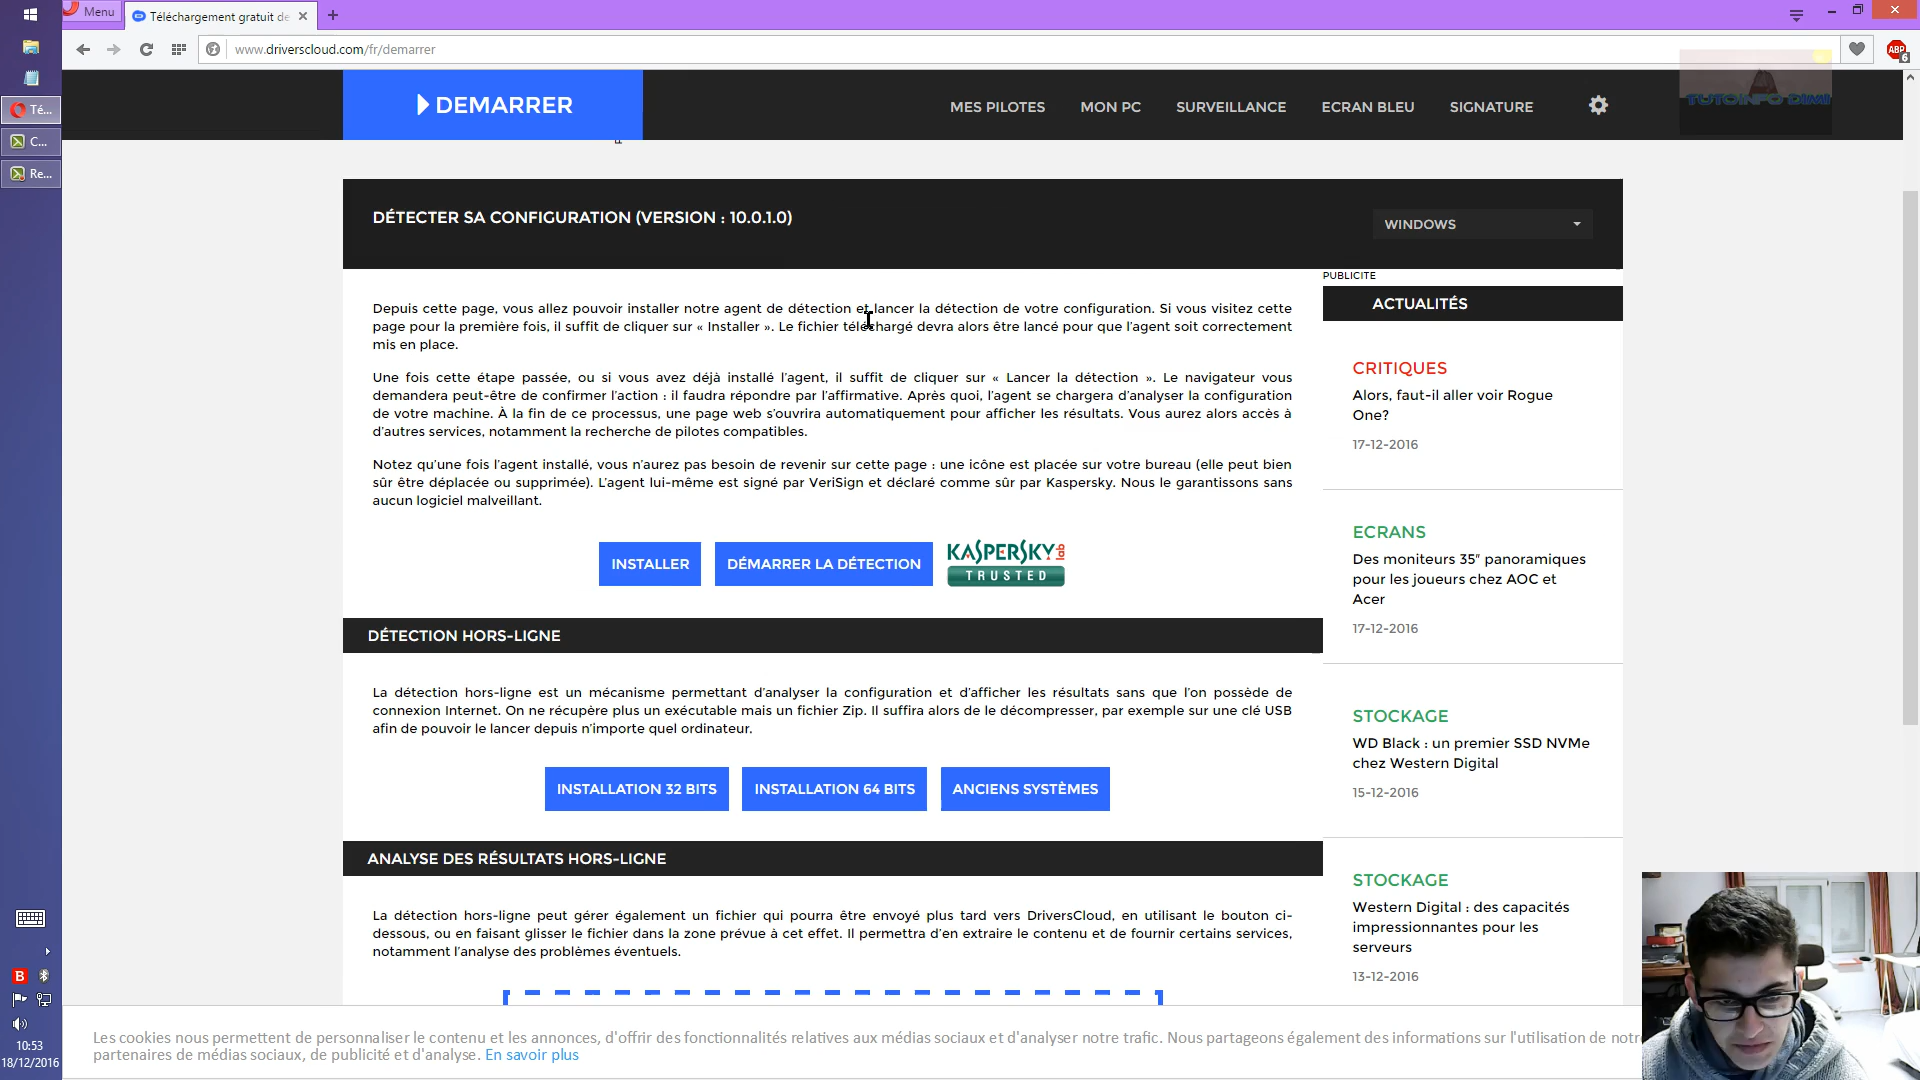 Menu
Téléchargement gratuit de
www.driverscloud.com/fr/demarrer
ABP
6
Té...
C...
Re...
DEMARRER
MES PILOTES
MON PC
SURVEILLANCE
ECRAN BLEU
SIGNATURE
TUTOINFO DIMI
DÉTECTER SA CONFIGURATION (VERSION : 10.0.1.0)
WINDOWS
Depuis cette page, vous allez pouvoir installer notre agent de détection et lancer la détection de votre configuration. Si vous visitez cette
page pour la première fois, il suffit de cliquer sur « Installer ». Le fichier téléchargé devra alors être lancé pour que l'agent soit correctement
mis en place.
Une fois cette étape passée, ou si vous avez déjà installé l'agent, il suffit de cliquer sur « Lancer la détection ». Le navigateur vous
demandera peut-être de confirmer l'action : il faudra répondre par l'affirmative. Après quoi, l'agent se chargera d'analyser la configuration
de votre machine. À la fin de ce processus, une page web s'ouvrira automatiquement pour afficher les résultats. Vous aurez alors accès à
d'autres services, notamment la recherche de pilotes compatibles.
Notez qu'une fois l'agent installé, vous n'aurez pas besoin de revenir sur cette page : une icône est placée sur votre bureau (elle peut bien
sûr être déplacée ou supprimée). L'agent lui-même est signé par VeriSign et déclaré comme sûr par Kaspersky. Nous le garantissons sans
aucun logiciel malveillant.
INSTALLER
DÉMARRER LA DÉTECTION
KASPERSKY lab
TRUSTED
DÉTECTION HORS-LIGNE
La détection hors-ligne est un mécanisme permettant d'analyser la configuration et d'afficher les résultats sans que l'on possède de
connexion Internet. On ne récupère plus un exécutable mais un fichier Zip. Il suffira alors de le décompresser, par exemple sur une clé USB
afin de pouvoir le lancer depuis n'importe quel ordinateur.
INSTALLATION 32 BITS
INSTALLATION 64 BITS
ANCIENS SYSTÈMES
ANALYSE DES RÉSULTATS HORS-LIGNE
La détection hors-ligne peut gérer également un fichier qui pourra être envoyé plus tard vers DriversCloud, en utilisant le bouton ci-
dessous, ou en faisant glisser le fichier dans la zone prévue à cet effet. Il permettra d'en extraire le contenu et de fournir certains services,
notamment l'analyse des problèmes éventuels.
PUBLICITE
ACTUALITÉS
CRITIQUES
Alors, faut-il aller voir Rogue
One?
17-12-2016
ECRANS
Des moniteurs 35" panoramiques
pour les joueurs chez AOC et
Acer
17-12-2016
STOCKAGE
WD Black : un premier SSD NVMe
chez Western Digital
15-12-2016
STOCKAGE
Western Digital : des capacités
impressionnantes pour les
serveurs
13-12-2016
Les cookies nous permettent de personnaliser le contenu et les annonces, d'offrir des fonctionnalités relatives aux médias sociaux et d'analyser notre trafic. Nous partageons également des informations sur l'utilisation de
partenaires de médias sociaux, de publicité et d'analyse. En savoir plus
B
10:53
18/12/2016